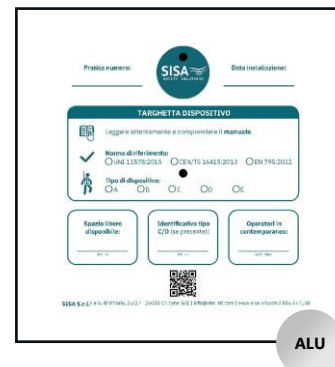 Pratica numero:
SISA
SAFETY SOLUTIONS
Data installazione:
TARGHETTA DISPOSITIVO
Leggere attentamente e comprendere il manuale.
Norma di riferimento:
UNI 11578:2015 CEN/TS 16415:2013 EN 795:2012
Tipo di dispositivo:
A B C D E
Spazio libero
disponibile:
Identificativo tipo
C/D (se presente):
Operatori in
contemporanea:
SISA S.r.l.
ALU